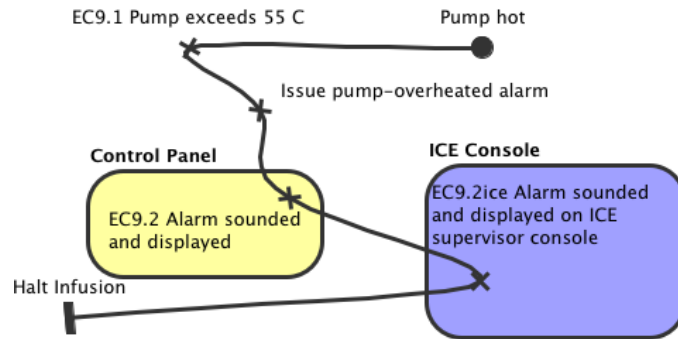 EC9.1 Pump exceeds 55 C
Pump hot
Issue pump-overheated alarm
Control Panel
EC9.2 Alarm sounded
and displayed
ICE Console
EC9.2ice Alarm sounded
and displayed on ICE
supervisor console
Halt Infusion